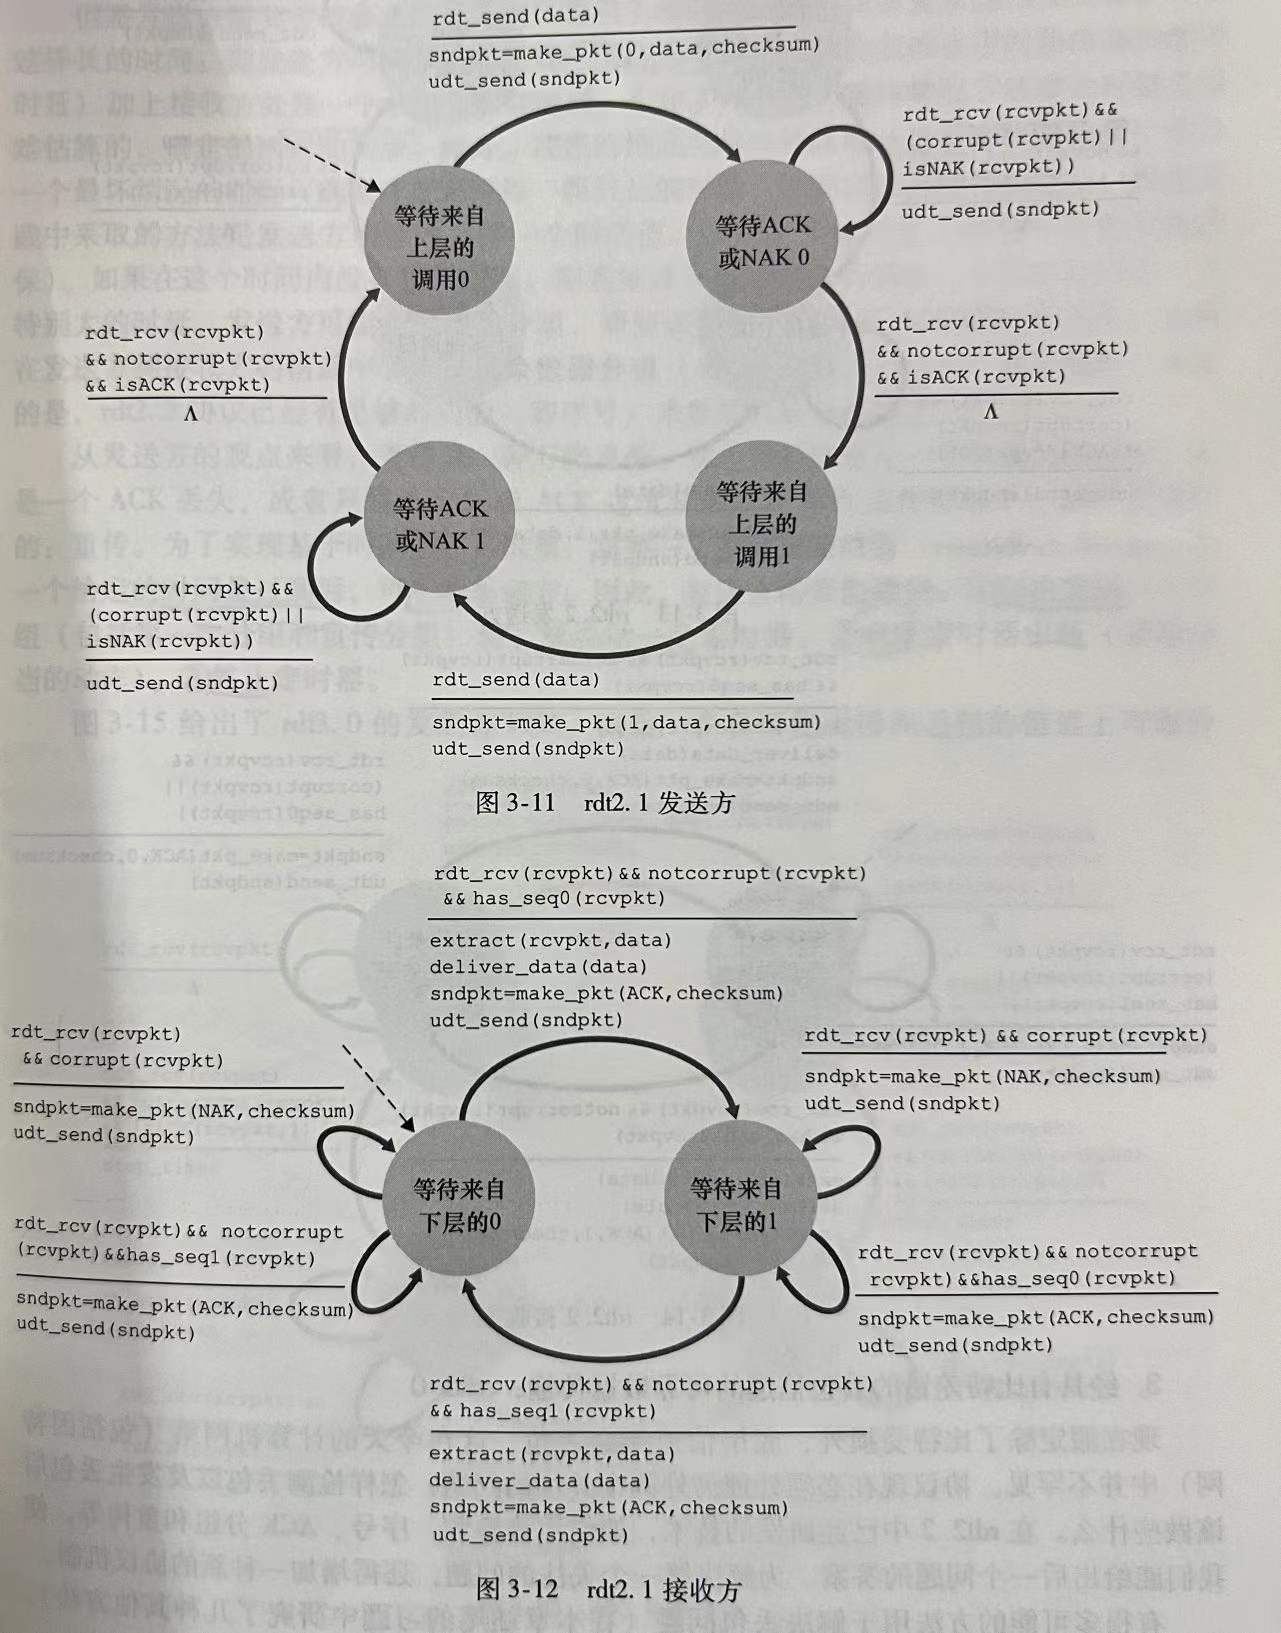 rdt_send(data)
sndpkt=make_pkt(0,data,checksum)
udt_send(sndpkt)
rdt_rcv(rcvpkt)&&
(corrupt(rcvpkt)||
isNAK(rcvpkt))
udt_send(sndpkt)
等待来自
上层的
调用0
等待ACK
或NAK 0
rdt_rcv(rcvpkt)
&& notcorrupt(rcvpkt)
&& isACK(rcvpkt)
Λ
rdt_rcv(rcvpkt)
&& notcorrupt(rcvpkt)
&& isACK(rcvpkt)
Λ
等待ACK
或NAK 1
等待来自
上层的
调用1
rdt_rcv(rcvpkt)&&
(corrupt(rcvpkt)||
isNAK(rcvpkt))
udt_send(sndpkt)
rdt_send(data)
sndpkt=make_pkt(1,data,checksum)
udt_send(sndpkt)
图 3-11 rdt2.1 发送方
rdt_rcv(rcvpkt)&& notcorrupt(rcvpkt)
&& has_seq0(rcvpkt)
extract(rcvpkt,data)
deliver_data(data)
sndpkt=make_pkt(ACK,checksum)
udt_send(sndpkt)
rdt_rcv(rcvpkt)
&& corrupt(rcvpkt)
sndpkt=make_pkt(NAK,checksum)
udt_send(sndpkt)
rdt_rcv(rcvpkt) && corrupt(rcvpkt)
sndpkt=make_pkt(NAK,checksum)
udt_send(sndpkt)
等待来自
下层的0
等待来自
下层的1
rdt_rcv(rcvpkt)&& notcorrupt
(rcvpkt)&&has_seq1(rcvpkt)
sndpkt=make_pkt(ACK,checksum)
udt_send(sndpkt)
rdt_rcv(rcvpkt)&& notcorrupt
rcvpkt)&&has_seq0(rcvpkt)
sndpkt=make_pkt(ACK,checksum)
udt_send(sndpkt)
rdt_rcv(rcvpkt) && notcorrupt(rcvpkt)
&& has_seq1(rcvpkt)
extract(rcvpkt,data)
deliver_data(data)
sndpkt=make_pkt(ACK,checksum)
udt_send(sndpkt)
图 3-12 rdt2.1 接收方